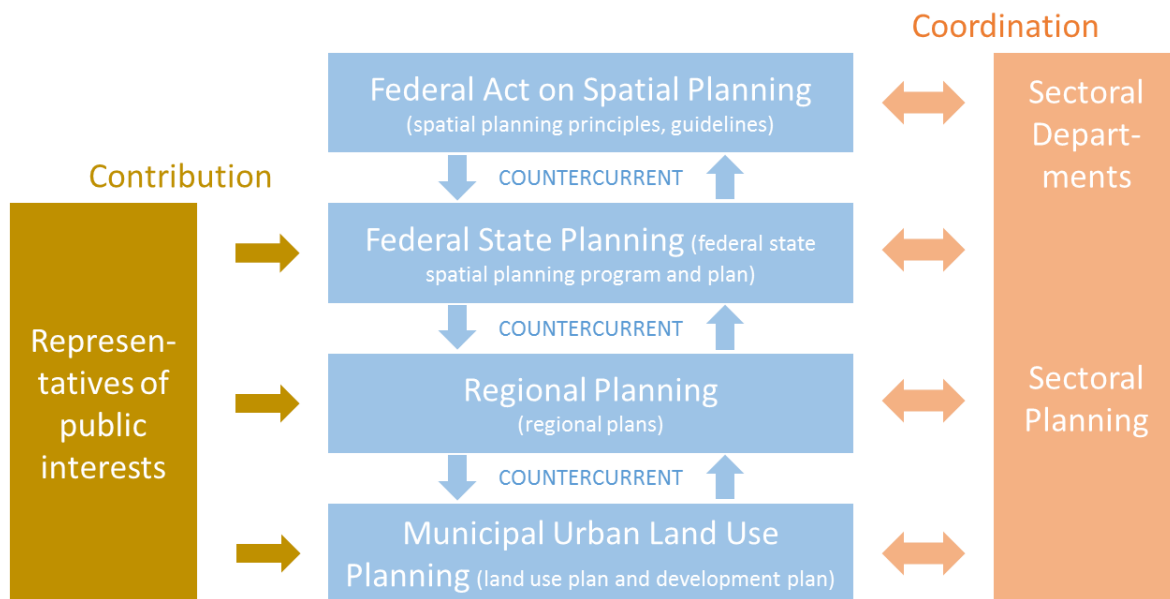 Coordination
Federal Act on Spatial Planning
(spatial planning principles, guidelines)
Sectoral
Depart-
ments
COUNTERCURRENT
Contribution
Federal State Planning (federal state
spatial planning program and plan)
COUNTERCURRENT
Represen-
tatives of
public
interests
Regional Planning
(regional plans)
Sectoral
Planning
COUNTERCURRENT
Municipal Urban Land Use
Planning (land use plan and development plan)